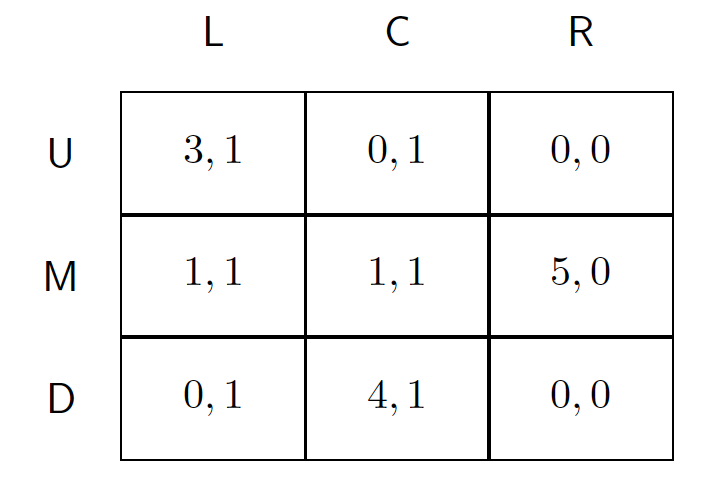 L C R
U 3, 1 0, 1 0, 0
M 1, 1 1, 1 5, 0
D 0, 1 4, 1 0, 0